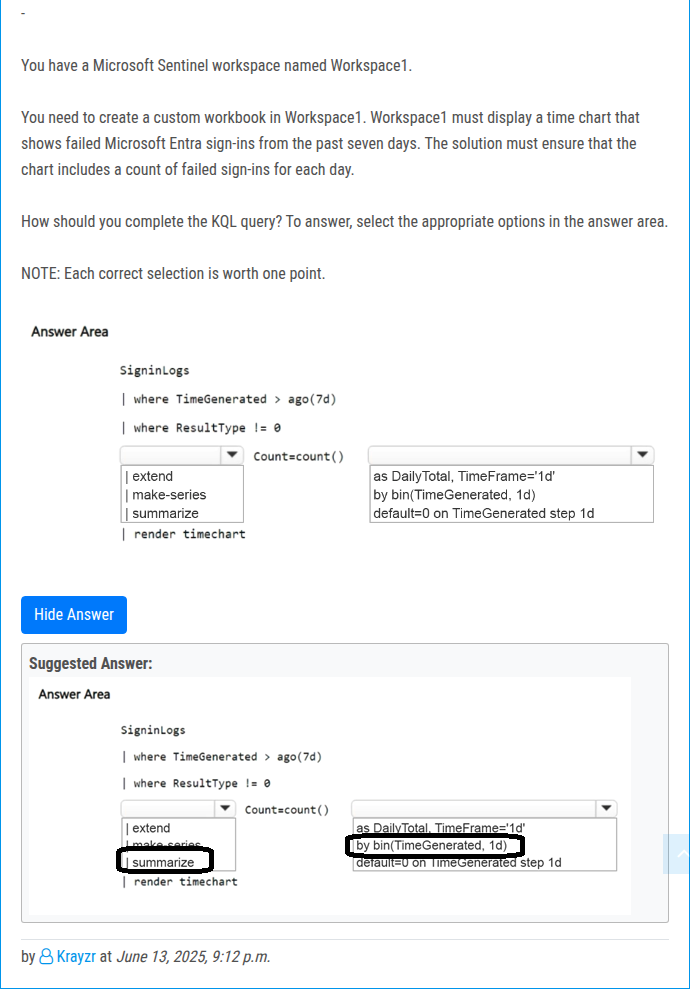 -
You have a Microsoft Sentinel workspace named Workspace1.
You need to create a custom workbook in Workspace1. Workspace1 must display a time chart that
shows failed Microsoft Entra sign-ins from the past seven days. The solution must ensure that the
chart includes a count of failed sign-ins for each day.
How should you complete the KQL query? To answer, select the appropriate options in the answer area.
NOTE: Each correct selection is worth one point.
Answer Area
SigninLogs
| where TimeGenerated > ago(7d)
| where ResultType != 0
Count=count()
| extend
| make-series
| summarize
as DailyTotal, TimeFrame='1d'
by bin(TimeGenerated, 1d)
default=0 on TimeGenerated step 1d
| render timechart
Hide Answer
Suggested Answer:
Answer Area
SigninLogs
| where TimeGenerated > ago(7d)
| where ResultType != 0
Count=count()
| extend
| make-series
| summarize
as DailyTotal, TimeFrame='1d'
by bin(TimeGenerated, 1d)
default=0 on TimeGenerated step 1d
| render timechart
by Krayzr at June 13, 2025, 9:12 p.m.